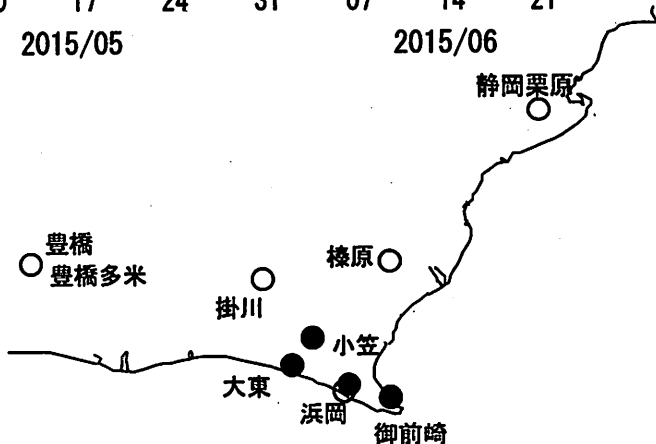 17 24 31 07 14 21
2015/05 2015/06
静岡栗原
豊橋
豊橋多米
榛原
掛川
小笠
大東
浜岡
御前崎